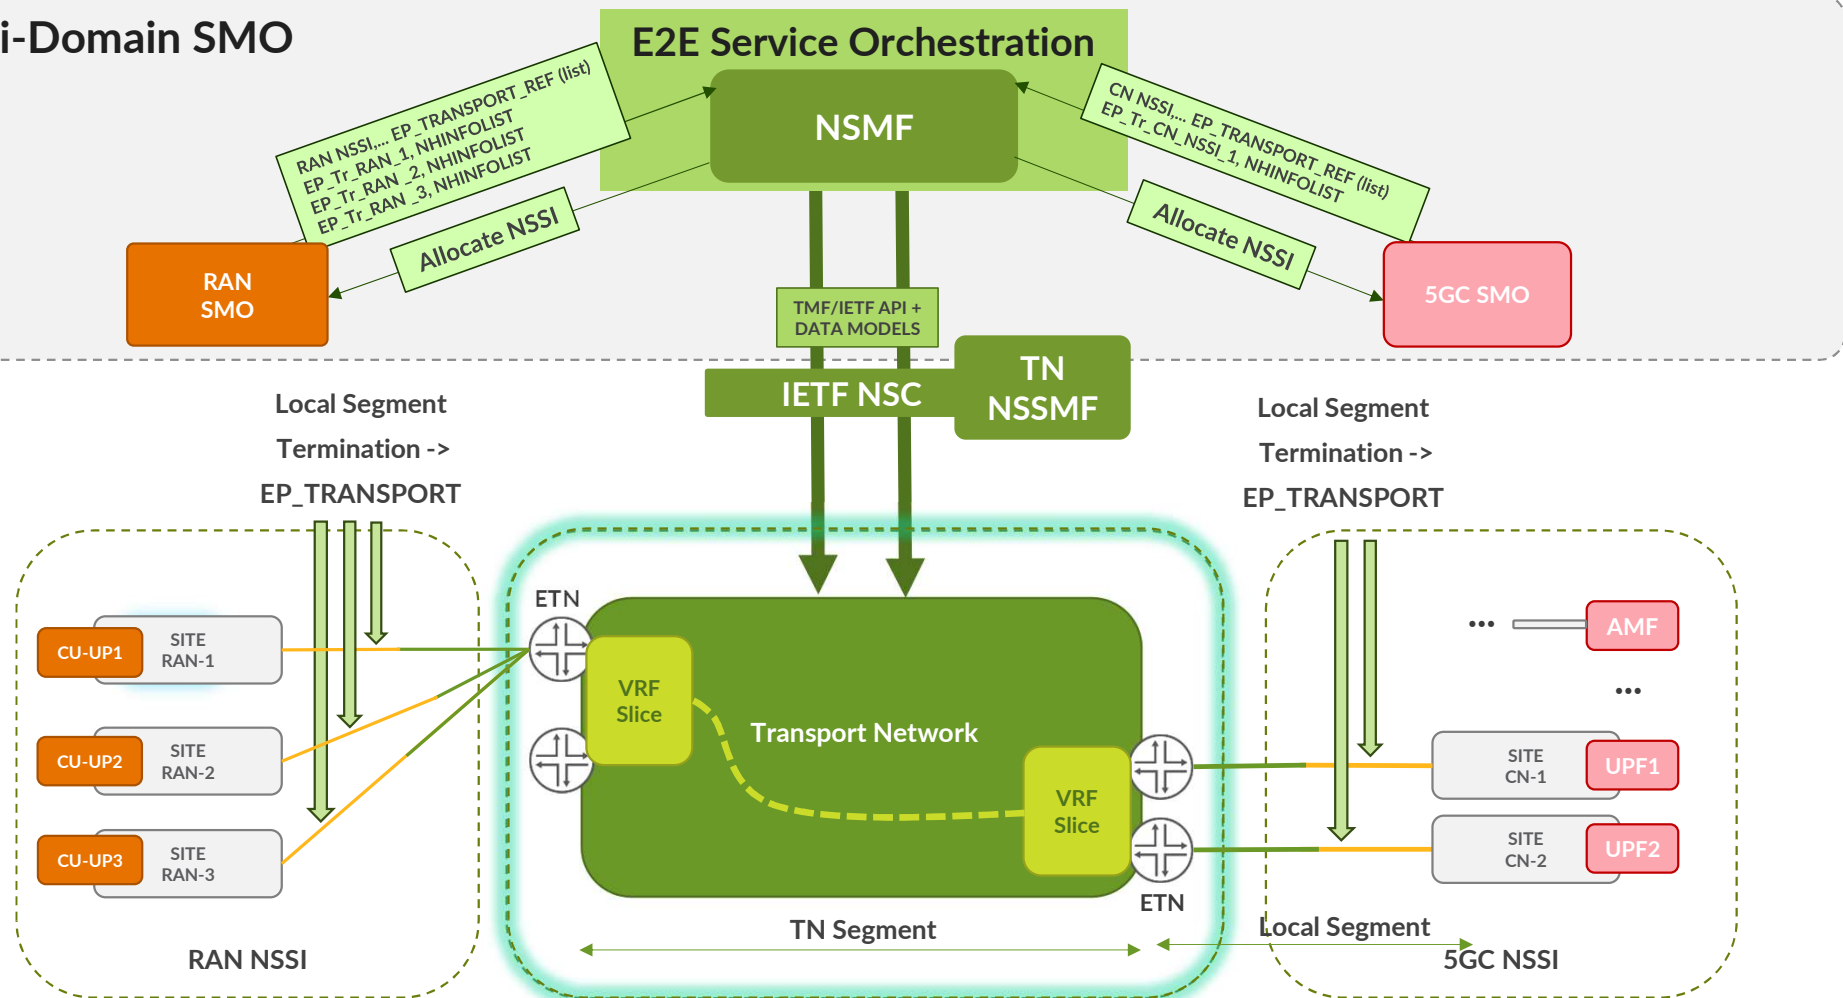 i-Domain SMO
E2E Service Orchestration
NSMF
RAN NSSI,... EP_TRANSPORT_REF (list)
EP_Tr_RAN_1, NHINFOLIST
EP_Tr_RAN _2, NHINFOLIST
EP_Tr_RAN _3, NHINFOLIST
Allocate NSSI
CN NSSI,... EP_TRANSPORT_REF (list)
EP_Tr_CN_NSSI_1, NHINFOLIST
Allocate NSSI
RAN
SMO
5GC SMO
TMF/IETF API +
DATA MODELS
IETF NSC
TN
NSSMF
Local Segment
Termination ->
EP_TRANSPORT
Local Segment
Termination ->
EP_TRANSPORT
CU-UP1
SITE
RAN-1
CU-UP2
SITE
RAN-2
CU-UP3
SITE
RAN-3
RAN NSSI
ETN
VRF
Slice
Transport Network
VRF
Slice
ETN
TN Segment
... AMF
...
SITE
CN-1
UPF1
SITE
CN-2
UPF2
Local Segment
5GC NSSI